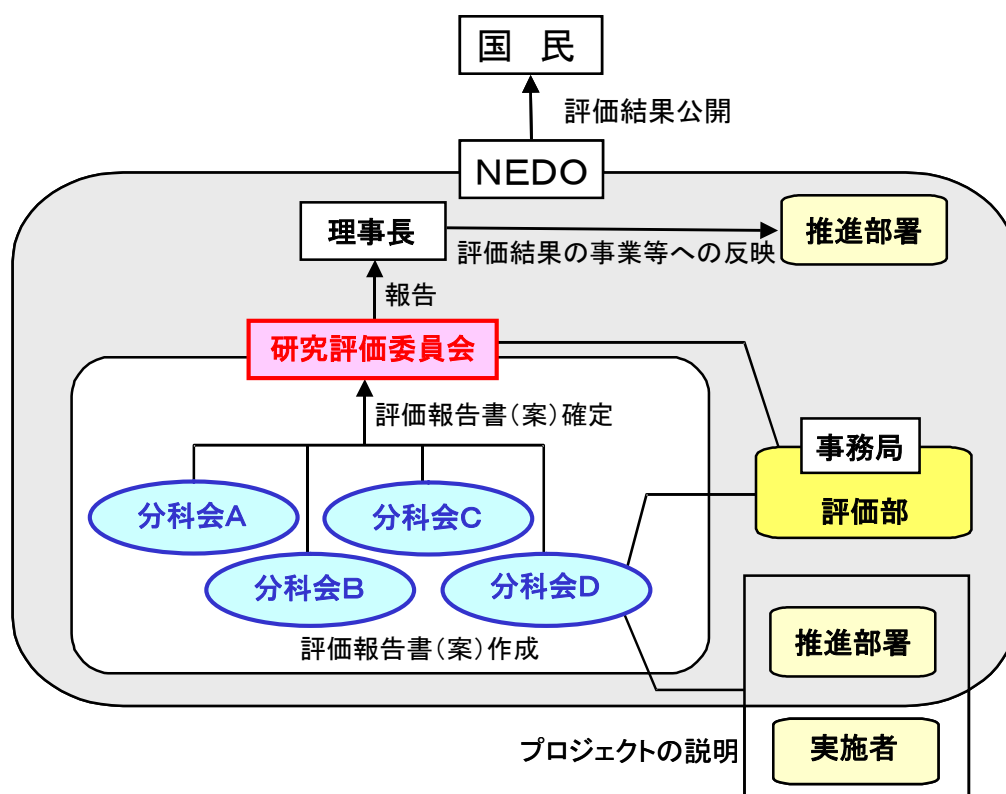 国 民
評価結果公開
NEDO
理事長
推進部署
評価結果の事業等への反映
報告
研究評価委員会
評価報告書(案)確定
事務局
評価部
分科会A
分科会C
分科会B
分科会D
評価報告書(案)作成
推進部署
プロジェクトの説明
実施者